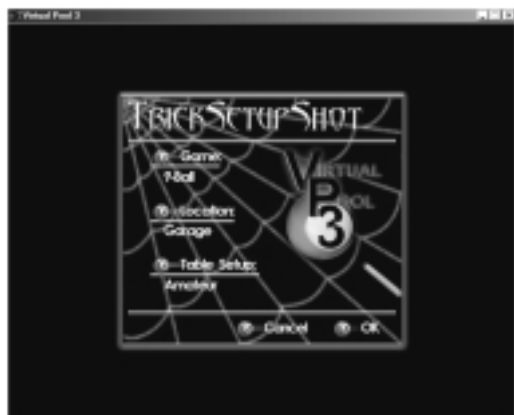 Virtual Pool 3
TrickSetupShot
Game:
9-Ball
Location:
Garage
Table Setup:
Amateur
VIRTUAL
POOL
3
Cancel
OK